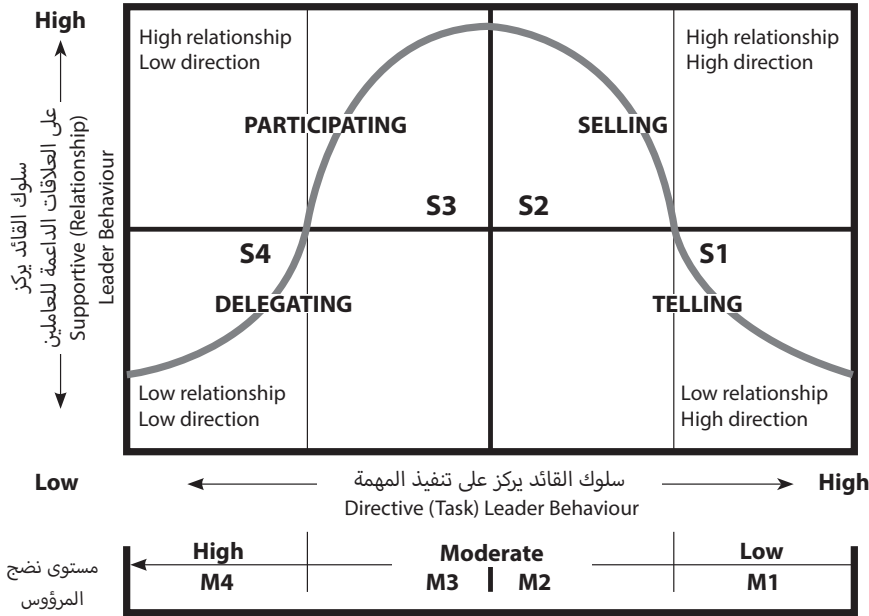 High
High relationship
Low direction
High relationship
High direction
PARTICIPATING
SELLING
سلوك القائد يركز
على العلاقات الداعمة للعاملين
Supportive (Relationship)
Leader Behaviour
S3
S2
S4
S1
DELEGATING
TELLING
Low relationship
Low direction
Low relationship
High direction
Low
سلوك القائد يركز على تنفيذ المهمة
Directive (Task) Leader Behaviour
High
مستوى نضج
المرؤوس
High
Moderate
Low
M4
M3
M2
M1